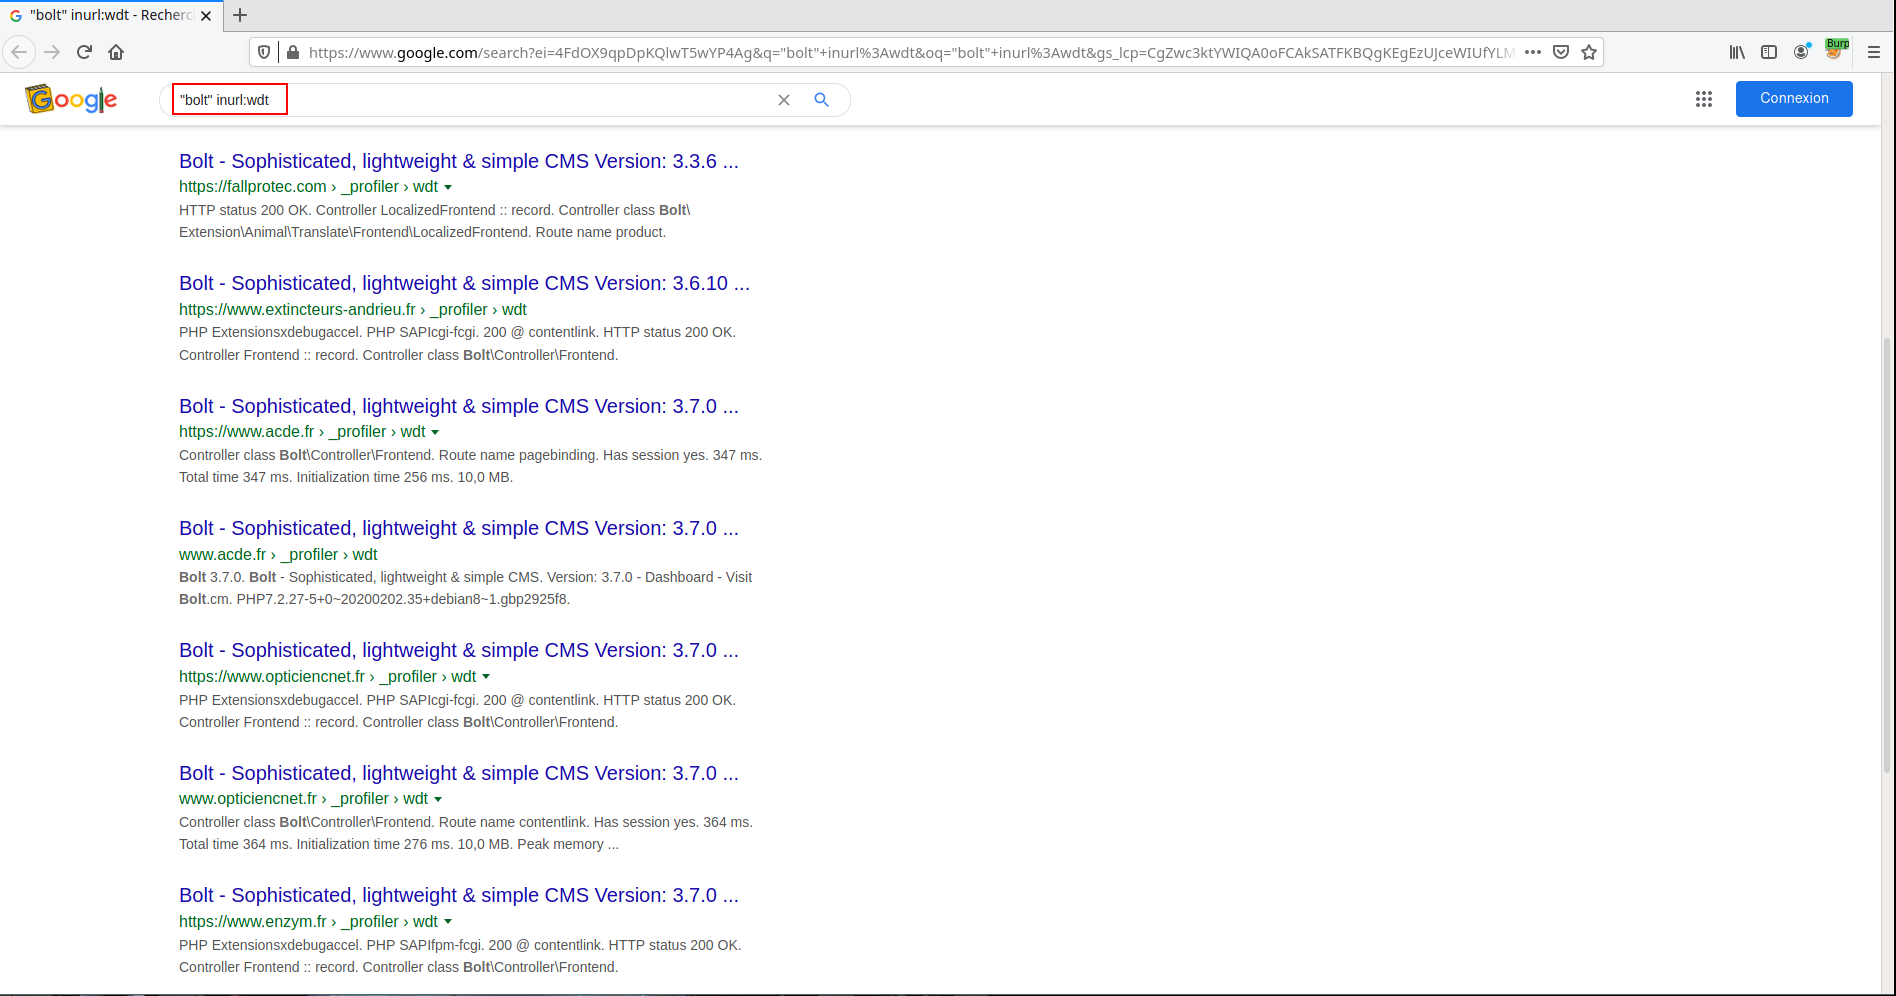 "bolt" inurl:wdt - Recherc
https://www.google.com/search?ei=4FdOX9qpDpKQlwT5wYP4Ag&q="bolt"+inurl%3Awdt&oq="bolt"+inurl%3Awdt&gs_lcp=CgZwc3ktYWIQA0oFCAkSATFKBQgKEgEzUJceWIUfYLM
Burp
Google
"bolt" inurl:wdt
Connexion
Bolt - Sophisticated, lightweight & simple CMS Version: 3.3.6 ...
https://fallprotec.com › _profiler › wdt
HTTP status 200 OK. Controller LocalizedFrontend :: record. Controller class Bolt\
Extension\Animal\Translate\Frontend\LocalizedFrontend. Route name product.
Bolt - Sophisticated, lightweight & simple CMS Version: 3.6.10 ...
https://www.extincteurs-andrieu.fr › _profiler › wdt
PHP Extensionsxdebugaccel. PHP SAPIcgi-fcgi. 200 @ contentlink. HTTP status 200 OK.
Controller Frontend :: record. Controller class Bolt\Controller\Frontend.
Bolt - Sophisticated, lightweight & simple CMS Version: 3.7.0 ...
https://www.acde.fr › _profiler › wdt
Controller class Bolt\Controller\Frontend. Route name pagebinding. Has session yes. 347 ms.
Total time 347 ms. Initialization time 256 ms. 10,0 MB.
Bolt - Sophisticated, lightweight & simple CMS Version: 3.7.0 ...
www.acde.fr › _profiler › wdt
Bolt 3.7.0. Bolt - Sophisticated, lightweight & simple CMS. Version: 3.7.0 - Dashboard - Visit
Bolt.cm. PHP7.2.27-5+0~20200202.35+debian8~1.gbp2925f8.
Bolt - Sophisticated, lightweight & simple CMS Version: 3.7.0 ...
https://www.opticiencnet.fr › _profiler › wdt
PHP Extensionsxdebugaccel. PHP SAPIcgi-fcgi. 200 @ contentlink. HTTP status 200 OK.
Controller Frontend :: record. Controller class Bolt\Controller\Frontend.
Bolt - Sophisticated, lightweight & simple CMS Version: 3.7.0 ...
www.opticiencnet.fr › _profiler › wdt
Controller class Bolt\Controller\Frontend. Route name contentlink. Has session yes. 364 ms.
Total time 364 ms. Initialization time 276 ms. 10,0 MB. Peak memory ...
Bolt - Sophisticated, lightweight & simple CMS Version: 3.7.0 ...
https://www.enzym.fr › _profiler › wdt
PHP Extensionsxdebugaccel. PHP SAPIfpm-fcgi. 200 @ contentlink. HTTP status 200 OK.
Controller Frontend :: record. Controller class Bolt\Controller\Frontend.